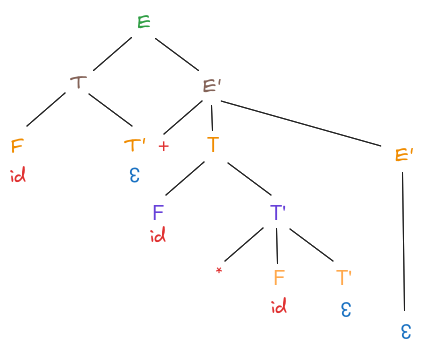 E
T E'
F T' + T E'
id ε
F T'
id
* F T'
id ε
ε